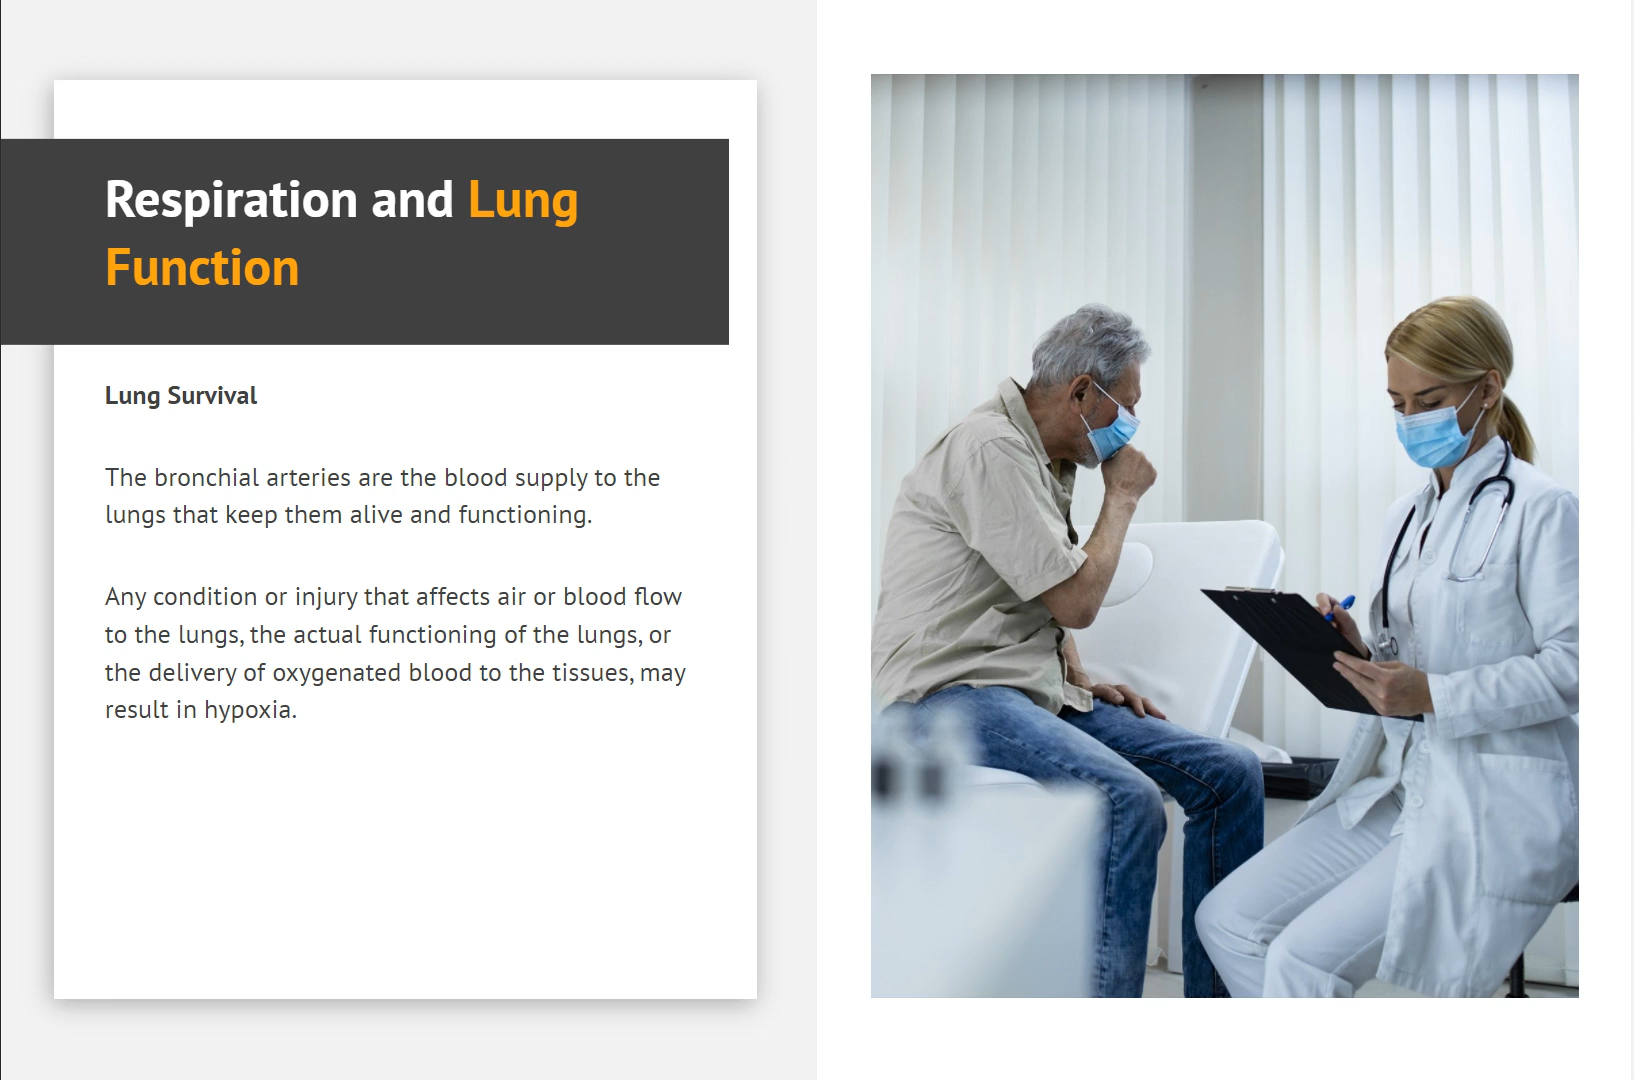 Respiration and Lung
Function
Lung Survival
The bronchial arteries are the blood supply to the
lungs that keep them alive and functioning.
Any condition or injury that affects air or blood flow
to the lungs, the actual functioning of the lungs, or
the delivery of oxygenated blood to the tissues, may
result in hypoxia.